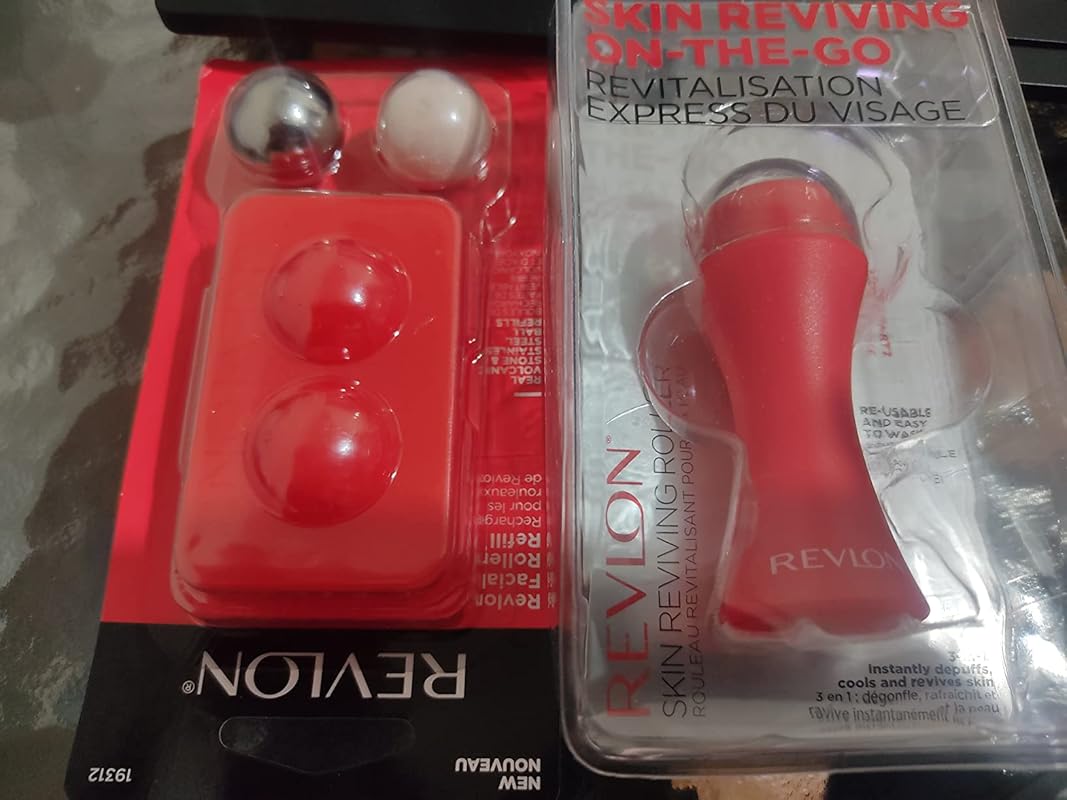 REVLON®
NEW
NOUVEAU
19312
Revlon
Facial
Roller
Refill
Recharge
pour les
rouleaux
de Revlon
REAL
VOLCANIC
STONE &
STAINLESS
STEEL
BALL
REFILLS
SKIN REVIVING
ON-THE-GO
REVITALISATION
EXPRESS DU VISAGE
REVLON®
SKIN REVIVING ROLLER
ROULEAU REVITALISANT POUR
RE-USABLE
AND EASY
TO WASH
REVLON
Instantly depuffs,
cools and revives skin
3 en 1 : dégonfle, rafraîchit et
ravive instantanément la peau